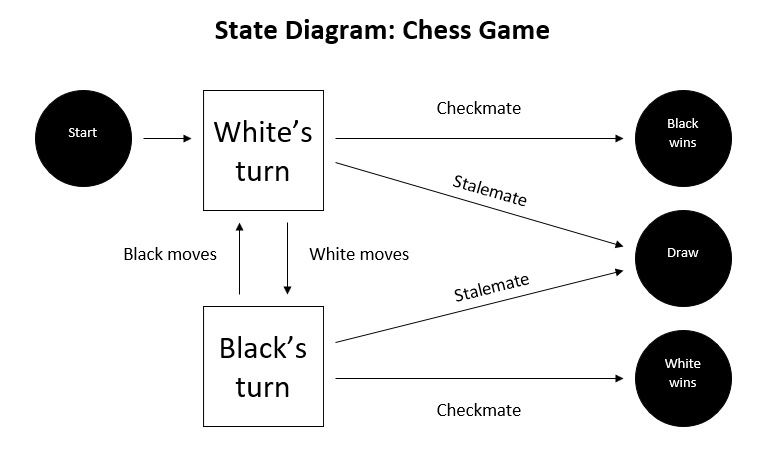 State Diagram: Chess Game
Start
White’s
turn
Checkmate
Black
wins
Stalemate
Draw
Black moves
White moves
Stalemate
Black’s
turn
White
wins
Checkmate